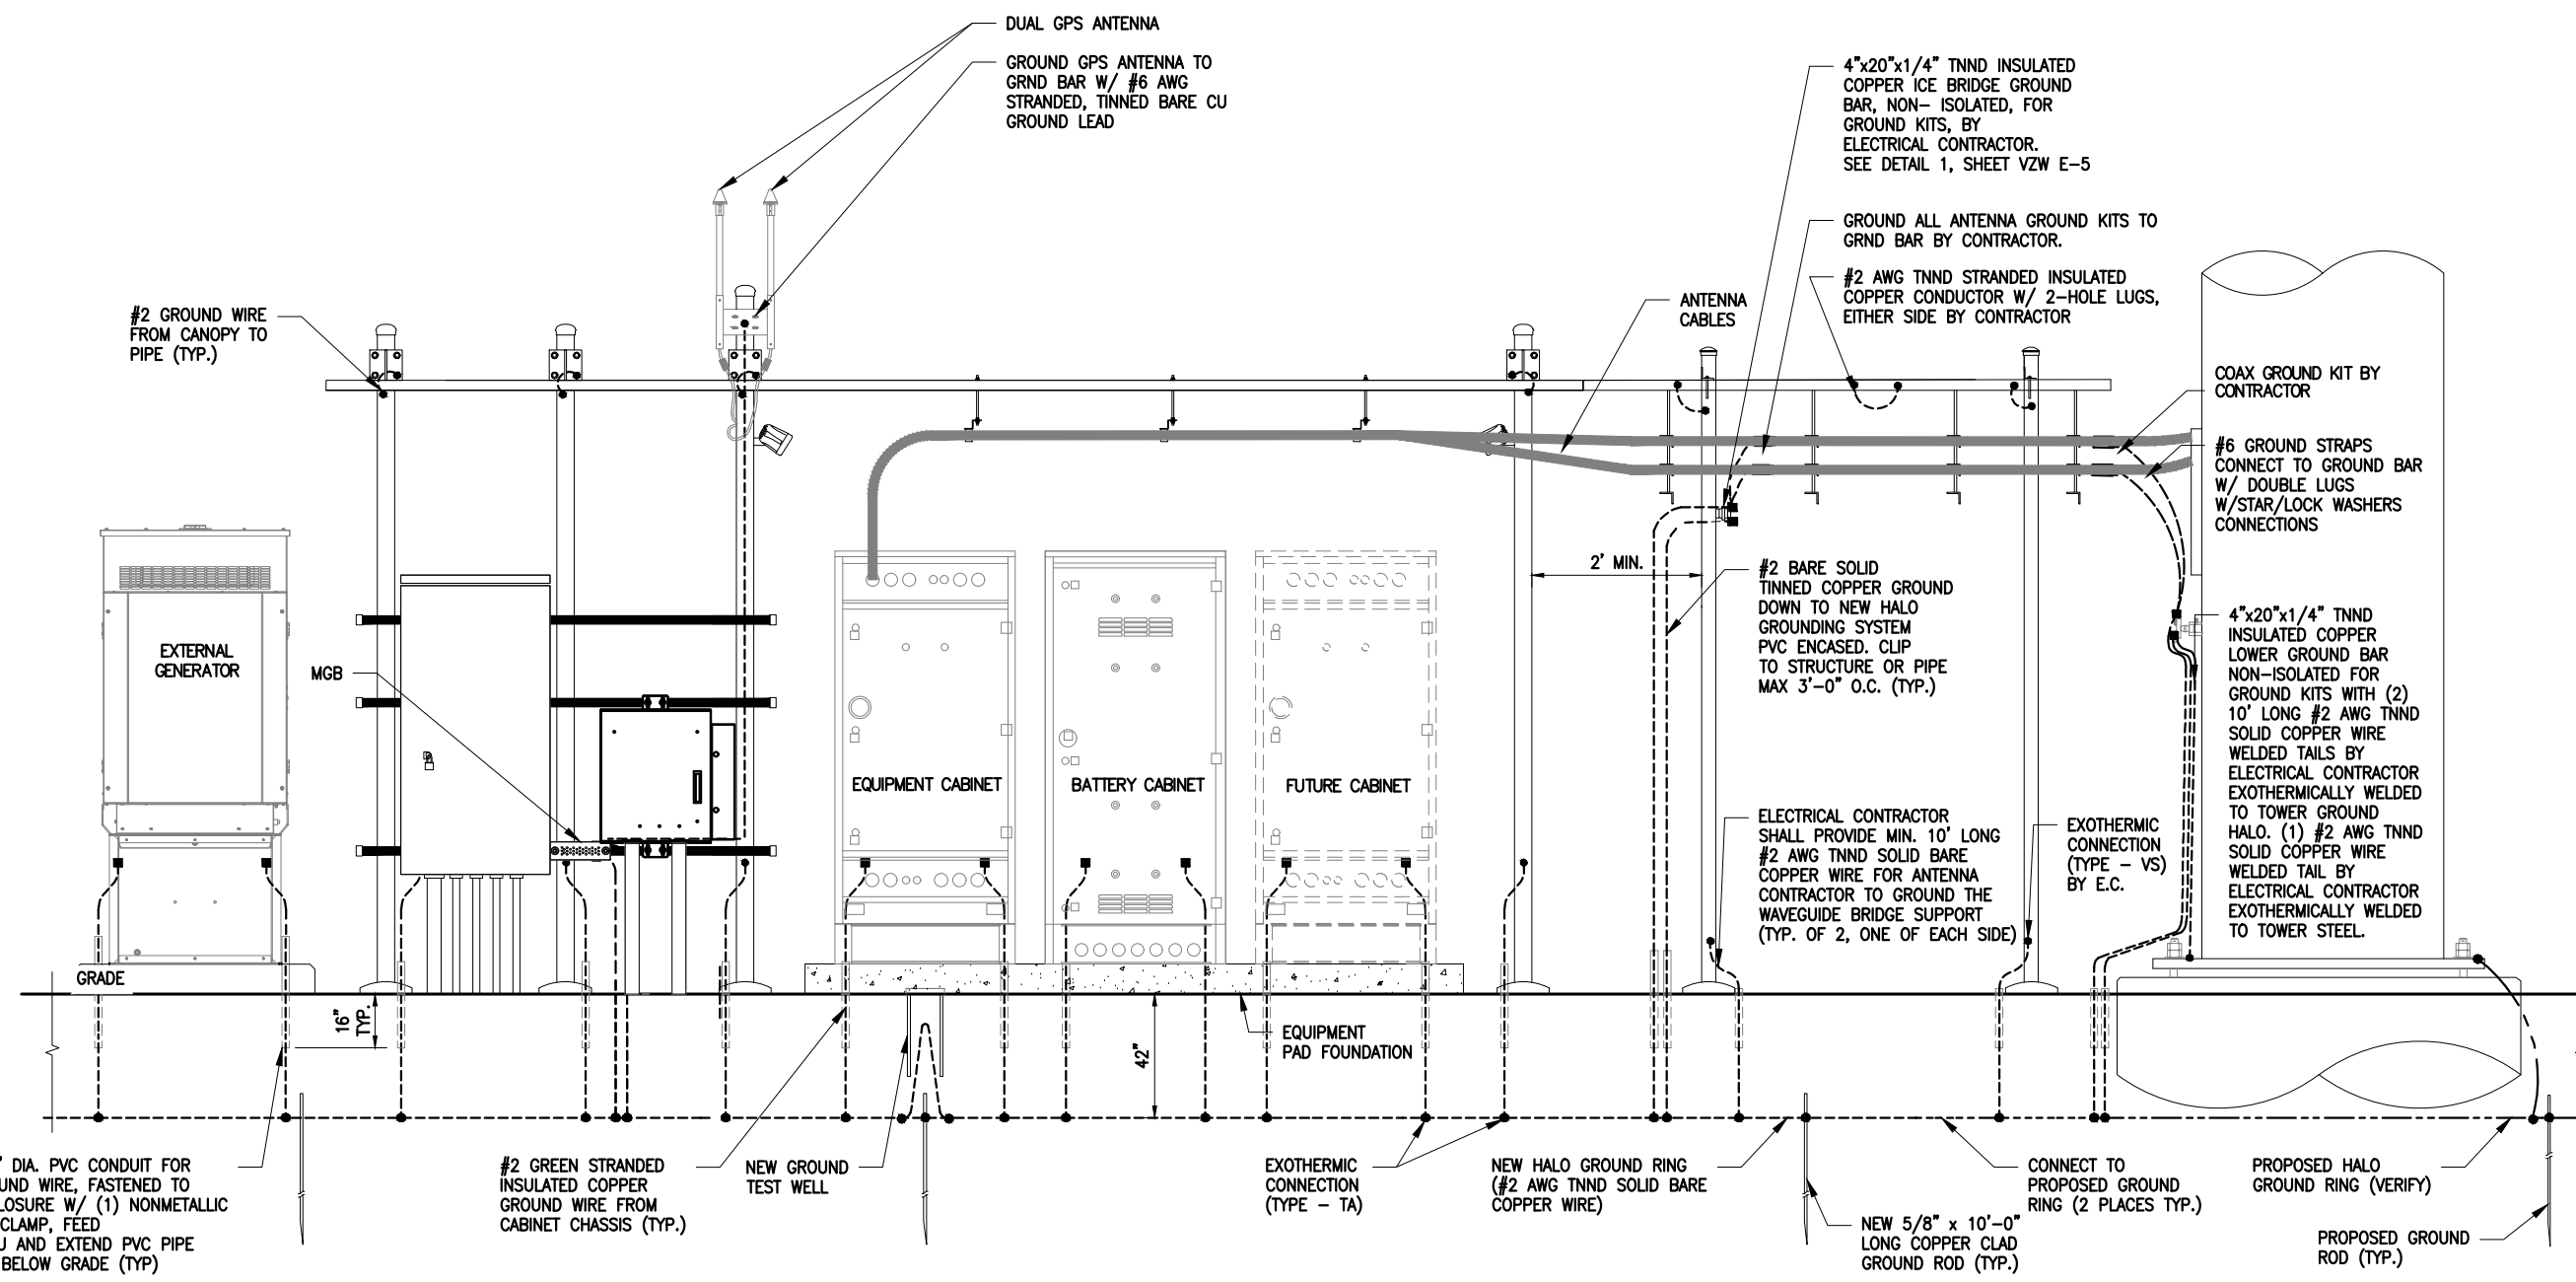 DUAL GPS ANTENNA
GROUND GPS ANTENNA TO
GRND BAR W/ #6 AWG
STRANDED, TINNED BARE CU
GROUND LEAD
4"x20"x1/4" TNND INSULATED
COPPER ICE BRIDGE GROUND
BAR, NON- ISOLATED, FOR
GROUND KITS, BY
ELECTRICAL CONTRACTOR.
SEE DETAIL 1, SHEET VZW E-5
GROUND ALL ANTENNA GROUND KITS TO
GRND BAR BY CONTRACTOR.
#2 AWG TNND STRANDED INSULATED
COPPER CONDUCTOR W/ 2-HOLE LUGS,
EITHER SIDE BY CONTRACTOR
ANTENNA
CABLES
#2 GROUND WIRE
FROM CANOPY TO
PIPE (TYP.)
COAX GROUND KIT BY
CONTRACTOR
#6 GROUND STRAPS
CONNECT TO GROUND BAR
W/ DOUBLE LUGS
W/STAR/LOCK WASHERS
CONNECTIONS
2' MIN.
#2 BARE SOLID
TINNED COPPER GROUND
DOWN TO NEW HALO
GROUNDING SYSTEM
PVC ENCASED. CLIP
TO STRUCTURE OR PIPE
MAX 3'-0" O.C. (TYP.)
4"x20"x1/4" TNND
INSULATED COPPER
LOWER GROUND BAR
NON-ISOLATED FOR
GROUND KITS WITH (2)
10' LONG #2 AWG TNND
SOLID COPPER WIRE
WELDED TAILS BY
ELECTRICAL CONTRACTOR
EXOTHERMICALLY WELDED
TO TOWER GROUND
HALO. (1) #2 AWG TNND
SOLID COPPER WIRE
WELDED TAIL BY
ELECTRICAL CONTRACTOR
EXOTHERMICALLY WELDED
TO TOWER STEEL.
EXTERNAL
GENERATOR
MGB
EQUIPMENT CABINET
BATTERY CABINET
FUTURE CABINET
ELECTRICAL CONTRACTOR
SHALL PROVIDE MIN. 10' LONG
#2 AWG TNND SOLID BARE
COPPER WIRE FOR ANTENNA
CONTRACTOR TO GROUND THE
WAVEGUIDE BRIDGE SUPPORT
(TYP. OF 2, ONE OF EACH SIDE)
EXOTHERMIC
CONNECTION
(TYPE - VS)
BY E.C.
GRADE
16"
TYP.
42"
EQUIPMENT
PAD FOUNDATION
DIA. PVC CONDUIT FOR
UND WIRE, FASTENED TO
LOSURE W/ (1) NONMETALLIC
CLAMP, FEED
U AND EXTEND PVC PIPE
BELOW GRADE (TYP)
#2 GREEN STRANDED
INSULATED COPPER
GROUND WIRE FROM
CABINET CHASSIS (TYP.)
NEW GROUND
TEST WELL
EXOTHERMIC
CONNECTION
(TYPE - TA)
NEW HALO GROUND RING
(#2 AWG TNND SOLID BARE
COPPER WIRE)
NEW 5/8" x 10'-0"
LONG COPPER CLAD
GROUND ROD (TYP.)
CONNECT TO
PROPOSED GROUND
RING (2 PLACES TYP.)
PROPOSED HALO
GROUND RING (VERIFY)
PROPOSED GROUND
ROD (TYP.)